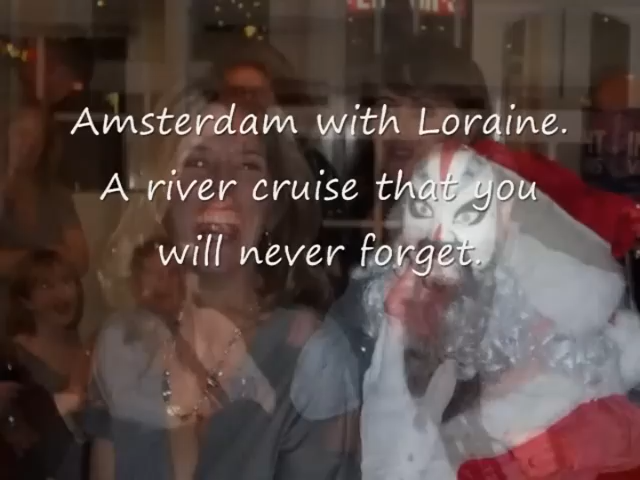 Amsterdam with Loraine.
A river cruise that you
will never forget.